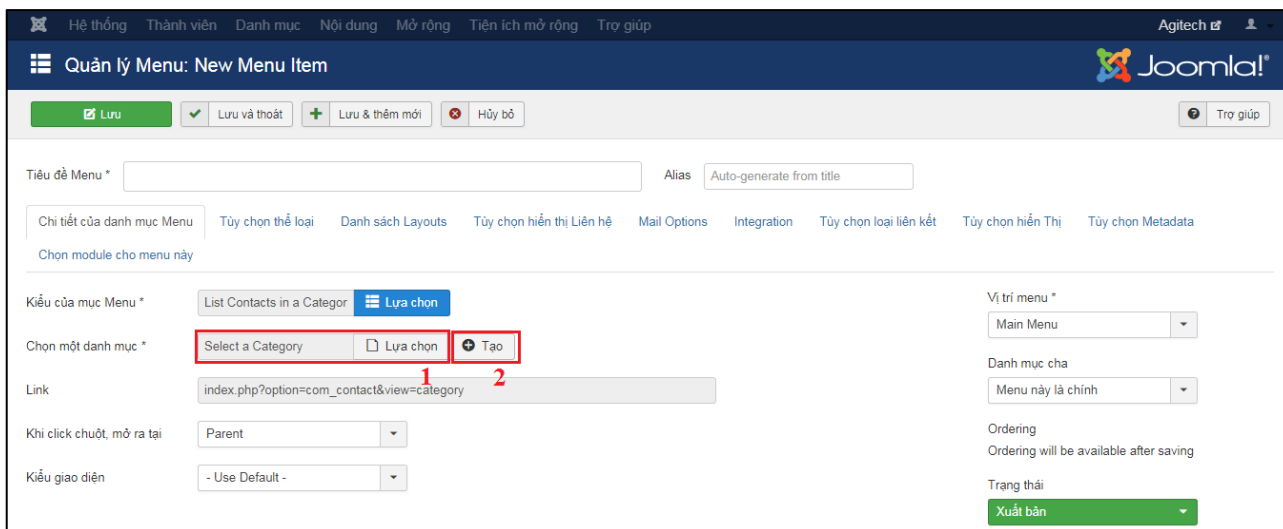 Hệ thống Thành viên Danh mục Nội dung Mở rộng Tiện ích mở rộng Trợ giúp Agitech
Quản lý Menu: New Menu Item Joomla!®
Lưu Lưu và thoát Lưu & thêm mới Hủy bỏ Trợ giúp
Tiêu đề Menu * Alias Auto-generate from title
Chi tiết của danh mục Menu Tùy chọn thể loại Danh sách Layouts Tùy chọn hiển thị Liên hệ Mail Options Integration Tùy chọn loại liên kết Tùy chọn hiển Thị Tùy chọn Metadata
Chọn module cho menu này
Kiểu của mục Menu * List Contacts in a Categor Lựa chọn
Chọn một danh mục * Select a Category Lựa chọn Tạo
1 2
Link index.php?option=com_contact&view=category
Khi click chuột, mở ra tại Parent
Kiểu giao diện - Use Default -
Vị trí menu *
Main Menu
Danh mục cha
Menu này là chính
Ordering
Ordering will be available after saving
Trạng thái
Xuất bản